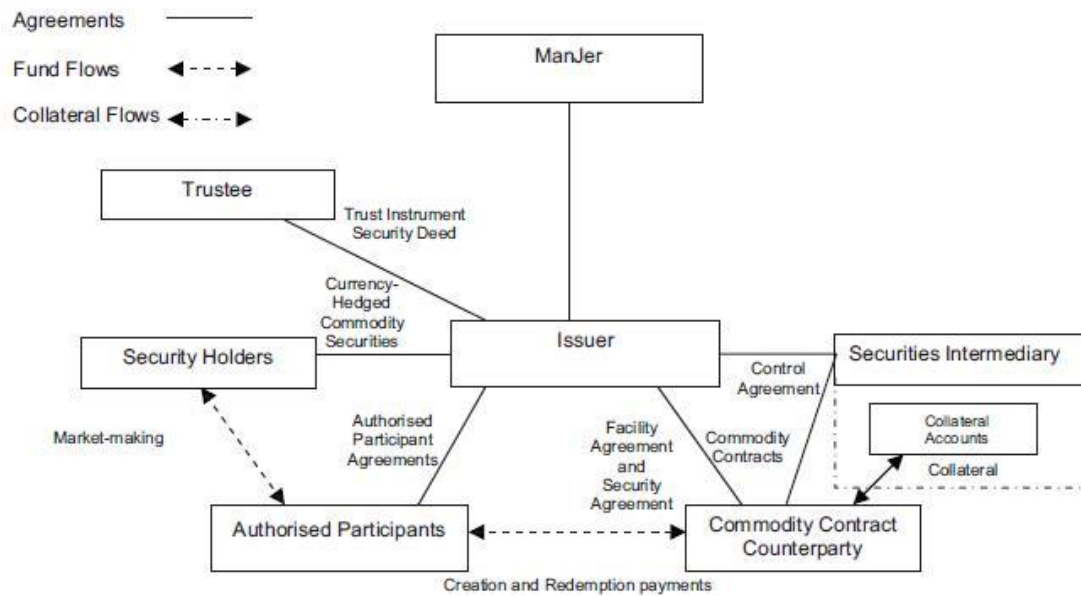 Agreements
Fund Flows
Collateral Flows
ManJer
Trustee
Trust Instrument
Security Deed
Currency-
Hedged
Commodity
Securities
Issuer
Security Holders
Securities Intermediary
Control
Agreement
Collateral
Accounts
Collateral
Market-making
Authorised
Participant
Agreements
Facility
Agreement
and
Security
Agreement
Commodity
Contracts
Authorised Participants
Commodity Contract
Counterparty
Creation and Redemption payments